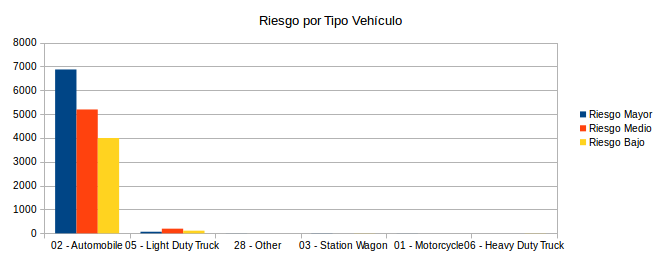 Riesgo por Tipo Vehículo
8000
7000
6000
5000
4000
3000
2000
1000
0
02 - Automobile
05 - Light Duty Truck
28 - Other
03 - Station Wagon
01 - Motorcycle
06 - Heavy Duty Truck
Riesgo Mayor
Riesgo Medio
Riesgo Bajo